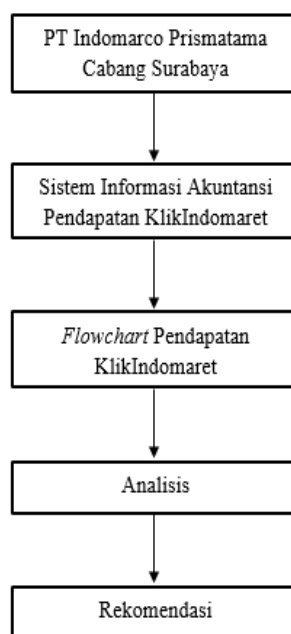 PT Indomarco Prismatama
Cabang Surabaya
Sistem Informasi Akuntansi
Pendapatan KlikIndomaret
Flowchart Pendapatan
KlikIndomaret
Analisis
Rekomendasi